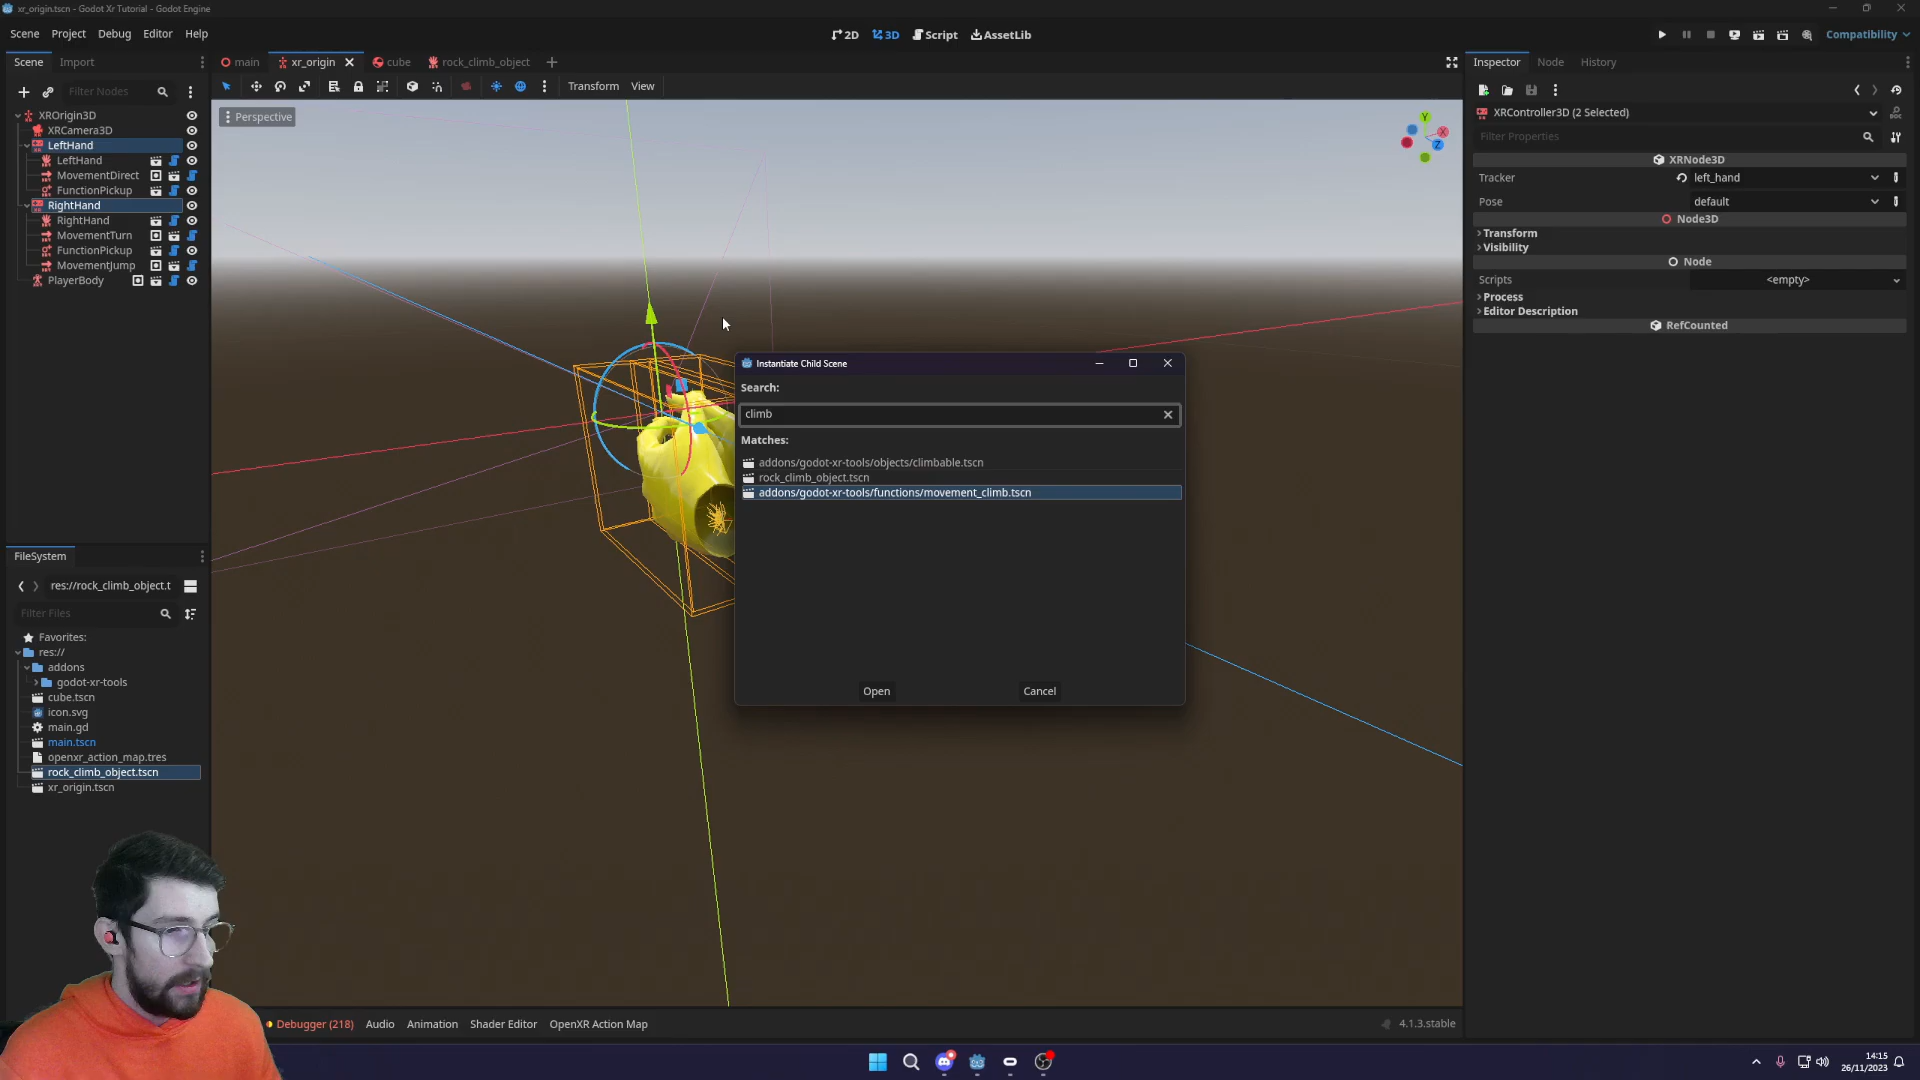 xr_origin.tscn - Godot Xr Tutorial - Godot Engine
Scene Project Debug Editor Help
2D 3D Script AssetLib
Compatibility
Scene Import
main xr_origin cube rock_climb_object
Inspector Node History
Filter Nodes
Transform View
XROrigin3D
XRCamera3D
LeftHand
LeftHand
MovementDirect
FunctionPickup
RightHand
RightHand
MovementTurn
FunctionPickup
MovementJump
PlayerBody
Perspective
Y
X
Z
Instantiate Child Scene
Search:
climb
Matches:
addons/godot-xr-tools/objects/climbable.tscn
rock_climb_object.tscn
addons/godot-xr-tools/functions/movement_climb.tscn
Open Cancel
XRController3D (2 Selected)
Filter Properties
XRNode3D
Tracker left_hand
Pose default
Node3D
Transform
Visibility
Node
Scripts <empty>
Process
Editor Description
RefCounted
FileSystem
res://rock_climb_object.t
Filter Files
Favorites:
res://
addons
godot-xr-tools
cube.tscn
icon.svg
main.gd
main.tscn
openxr_action_map.tres
rock_climb_object.tscn
xr_origin.tscn
Debugger (218) Audio Animation Shader Editor OpenXR Action Map
4.1.3.stable
14:15
26/11/2023